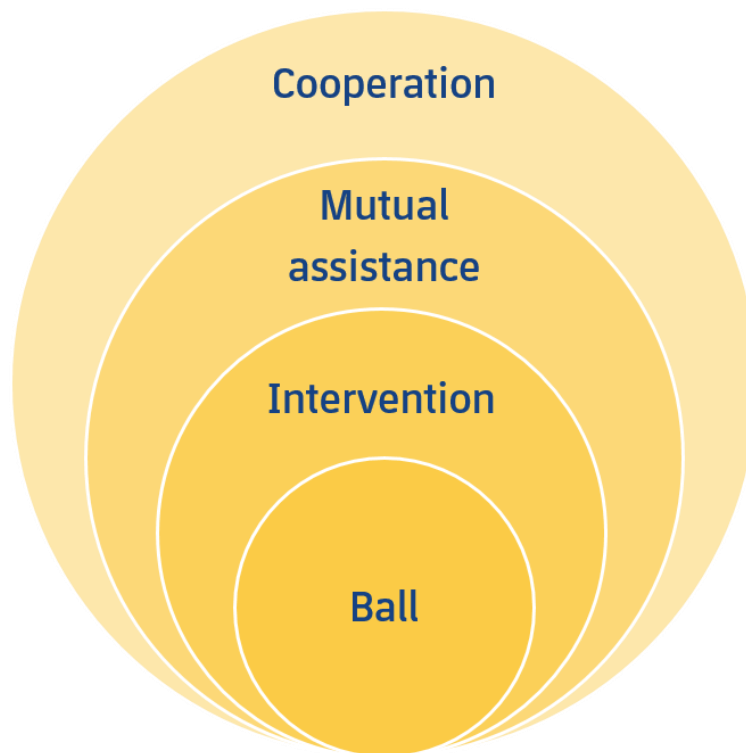 Cooperation
Mutual
assistance
Intervention
Ball